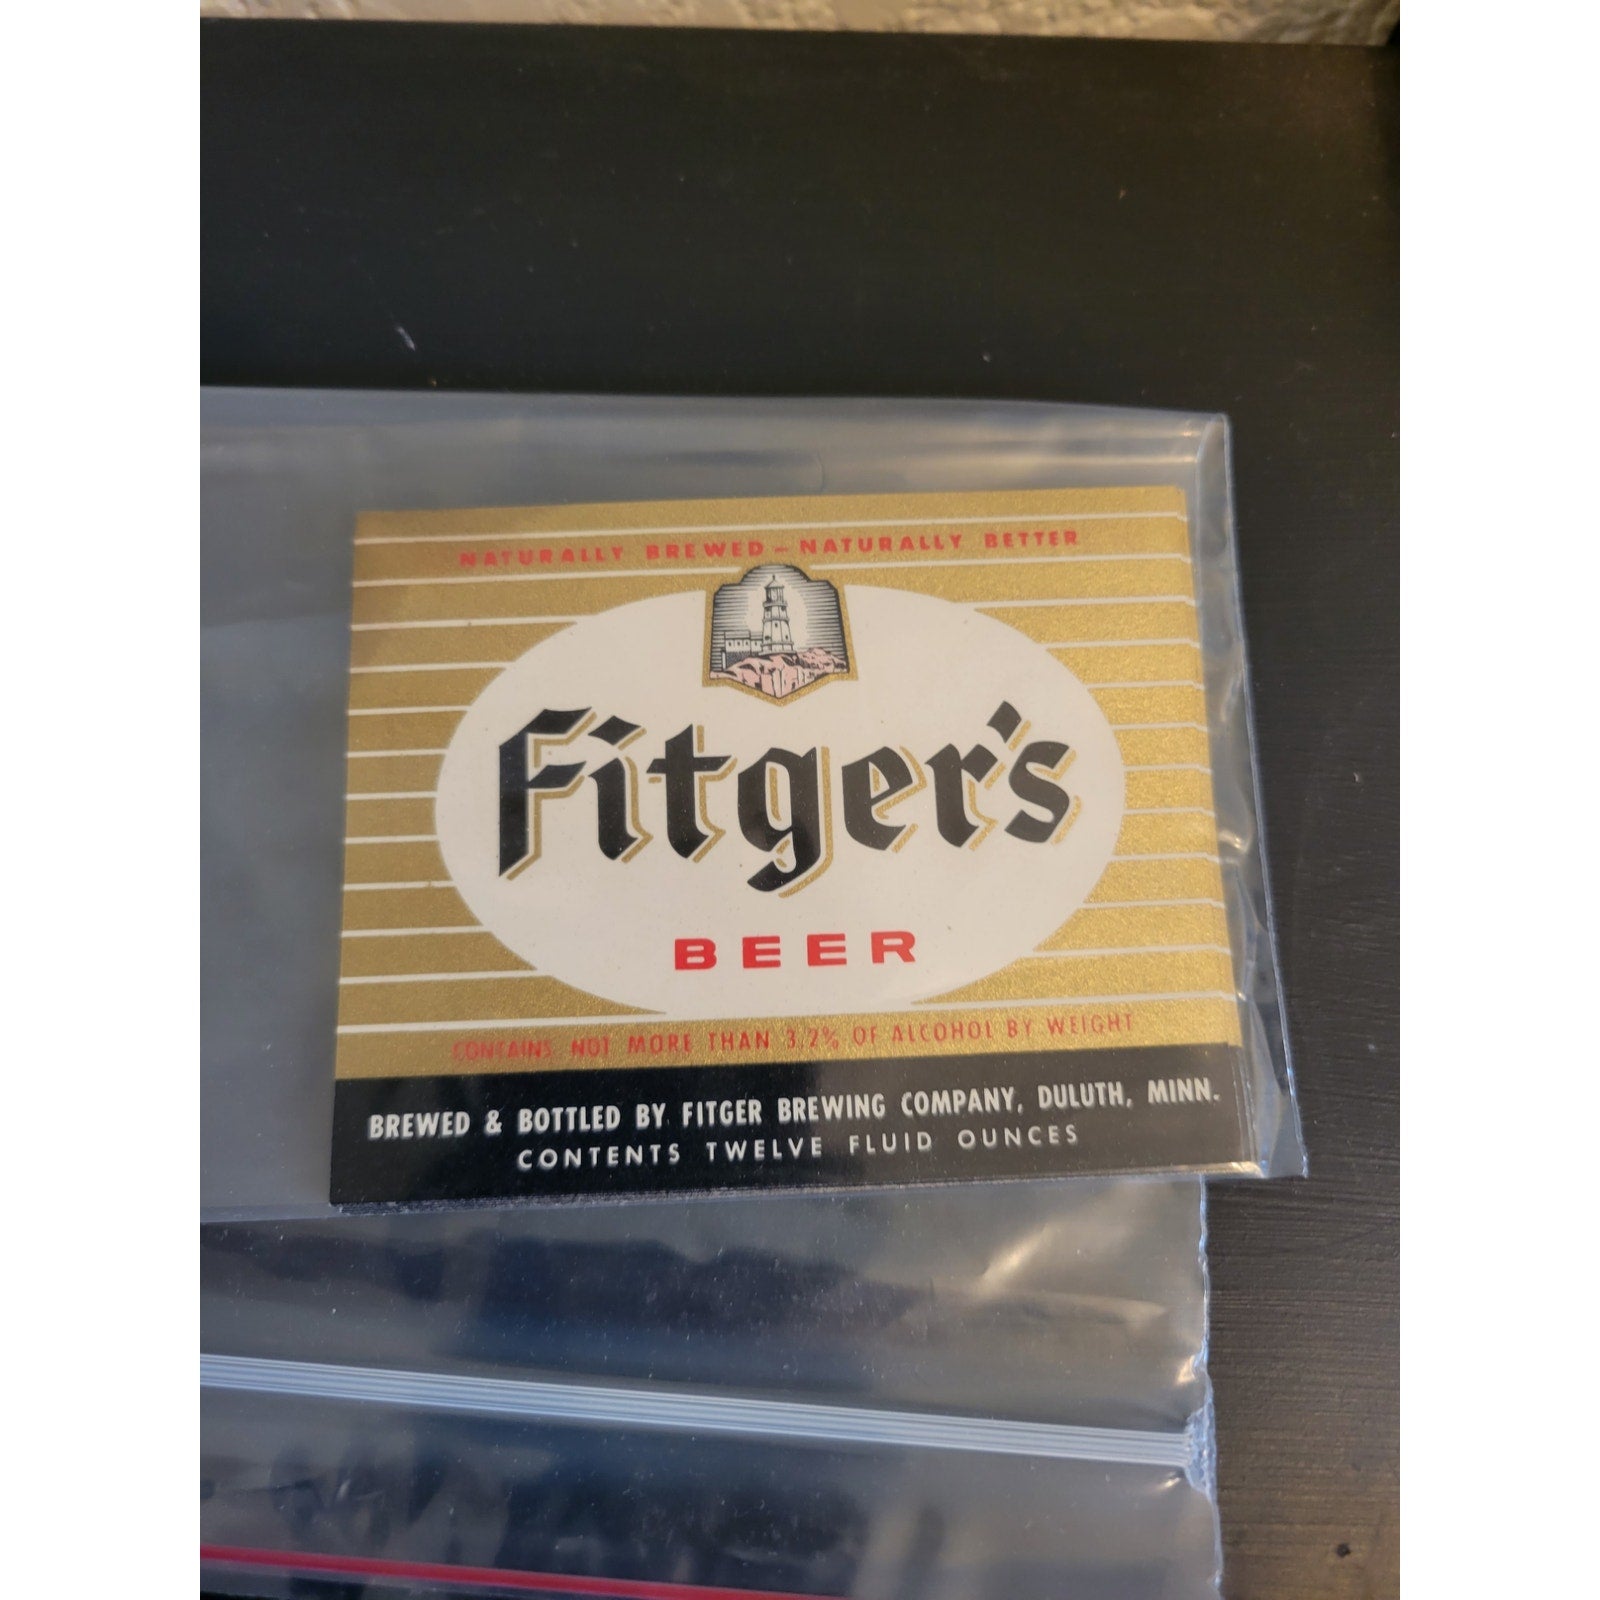 NATURALLY BREWED - NATURALLY BETTER
Fitger's
BEER
CONTAINS NOT MORE THAN 3.2% OF ALCOHOL BY WEIGHT
BREWED & BOTTLED BY FITGER BREWING COMPANY, DULUTH, MINN.
CONTENTS TWELVE FLUID OUNCES